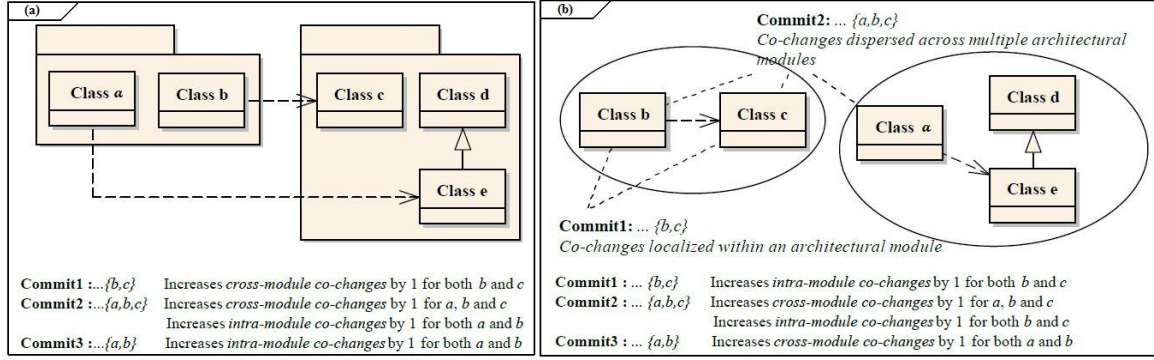 (a)
Class a
Class b
Class c
Class d
Class e
Commit1 :...{b,c} Increases cross-module co-changes by 1 for both b and c
Commit2 :...{a,b,c} Increases cross-module co-changes by 1 for a, b and c
Increases intra-module co-changes by 1 for both a and b
Commit3 :...{a,b} Increases intra-module co-changes by 1 for both a and b
(b)
Commit2: ... {a,b,c}
Co-changes dispersed across multiple architectural
modules
Class b
Class c
Class a
Class d
Class e
Commit1: ... {b,c}
Co-changes localized within an architectural module
Commit1 : ... {b,c} Increases intra-module co-changes by 1 for both b and c
Commit2 : ... {a,b,c} Increases cross-module co-changes by 1 for a, b and c
Increases intra-module co-changes by 1 for both b and c
Commit3 : ... {a,b} Increases cross-module co-changes by 1 for both a and b